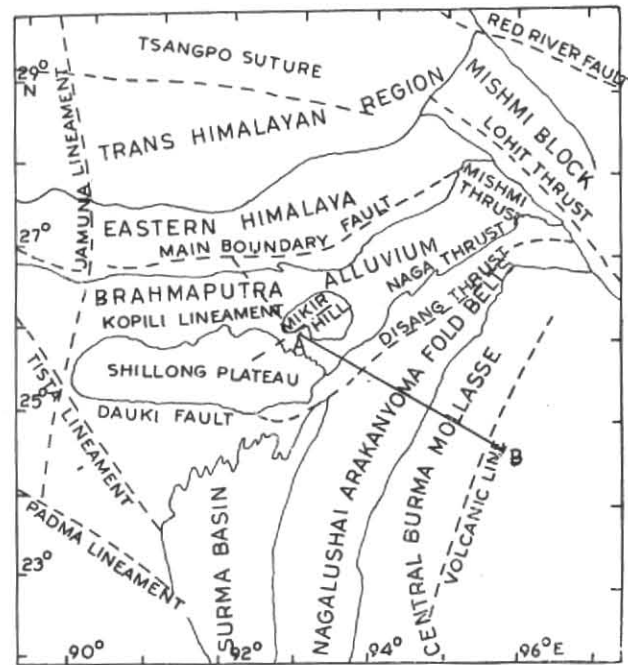 TSANGPO SUTURE
RED RIVER FAULT
29°
N
JAMUNA LINEAMENT
TRANS HIMALAYAN REGION
MISHMI BLOCK
LOHIT THRUST
MISHMI
THRUST
EASTERN HIMALAYA
27°
MAIN BOUNDARY FAULT
BRAHMAPUTRA ALLUVIUM
NAGA THRUST
KOPILI LINEAMENT
MIKIR
HILL
A
DISANG THRUST
SHILLONG PLATEAU
TISTA LINEAMENT
25°
DAUKI FAULT
B
PADMA LINEAMENT
SURMA BASIN
NAGALUSHAI ARAKANYOMA FOLD BELT
CENTRAL BURMA MOLLASSE
VOLCANIC LINE
23°
90° 92° 94° 96°E